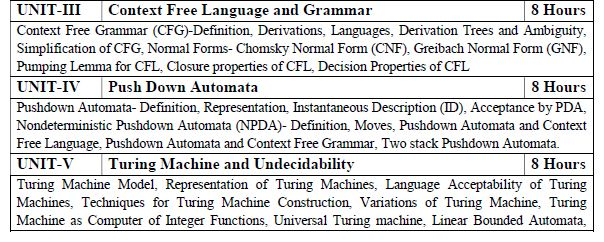 UNIT-III Context Free Language and Grammar 8 Hours
Context Free Grammar (CFG)-Definition, Derivations, Languages, Derivation Trees and Ambiguity,
Simplification of CFG, Normal Forms- Chomsky Normal Form (CNF), Greibach Normal Form (GNF),
Pumping Lemma for CFL, Closure properties of CFL, Decision Properties of CFL
UNIT-IV Push Down Automata 8 Hours
Pushdown Automata- Definition, Representation, Instantaneous Description (ID), Acceptance by PDA,
Nondeterministic Pushdown Automata (NPDA)- Definition, Moves, Pushdown Automata and Context
Free Language, Pushdown Automata and Context Free Grammar, Two stack Pushdown Automata.
UNIT-V Turing Machine and Undecidability 8 Hours
Turing Machine Model, Representation of Turing Machines, Language Acceptability of Turing
Machines, Techniques for Turing Machine Construction, Variations of Turing Machine, Turing
Machine as Computer of Integer Functions, Universal Turing machine, Linear Bounded Automata,